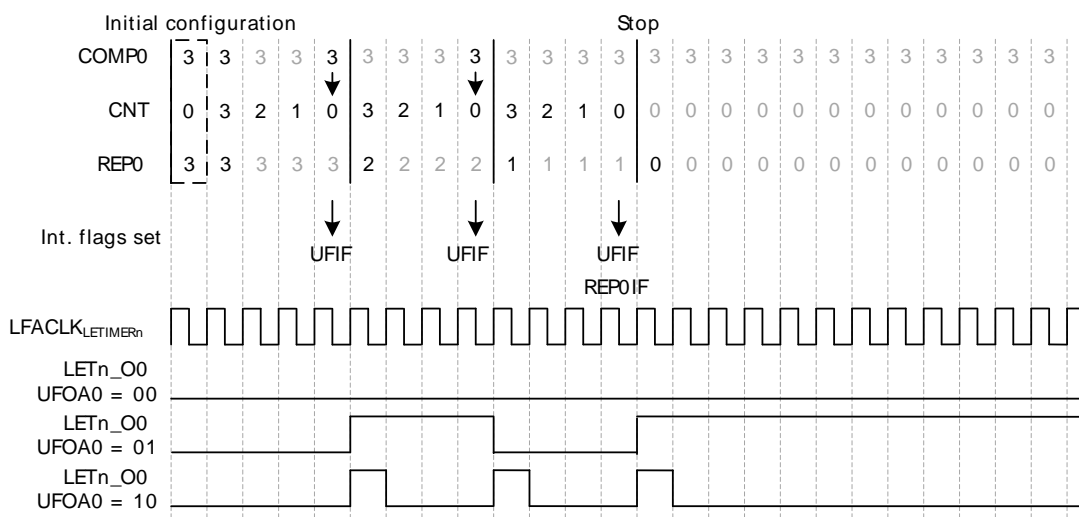 Initial configuration Stop
COMP0 3 3 3 3 3 3 3 3 3 3 3 3 3 3 3 3 3 3 3 3 3 3 3 3 3
CNT 0 3 2 1 0 3 2 1 0 3 2 1 0 0 0 0 0 0 0 0 0 0 0 0 0
REP0 3 3 3 3 3 2 2 2 2 1 1 1 1 0 0 0 0 0 0 0 0 0 0 0 0
Int. flags set
UFIF UFIF UFIF
REP0IF
LFACLKLETIMERn
LETn_O0
UFOA0 = 00
LETn_O0
UFOA0 = 01
LETn_O0
UFOA0 = 10